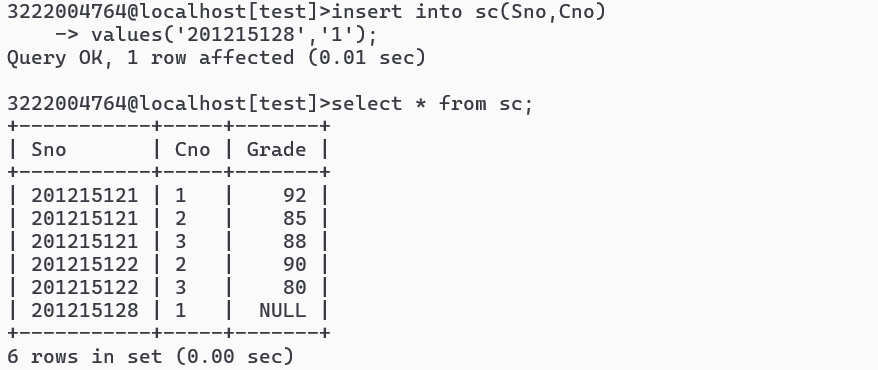 3222004764@localhost[test]>insert into sc(Sno,Cno)
    -> values('201215128','1');
Query OK, 1 row affected (0.01 sec)

3222004764@localhost[test]>select * from sc;
+-----------+-----+-------+
| Sno       | Cno | Grade |
+-----------+-----+-------+
| 201215121 | 1   |    92 |
| 201215121 | 2   |    85 |
| 201215121 | 3   |    88 |
| 201215122 | 2   |    90 |
| 201215122 | 3   |    80 |
| 201215128 | 1   |  NULL |
+-----------+-----+-------+
6 rows in set (0.00 sec)